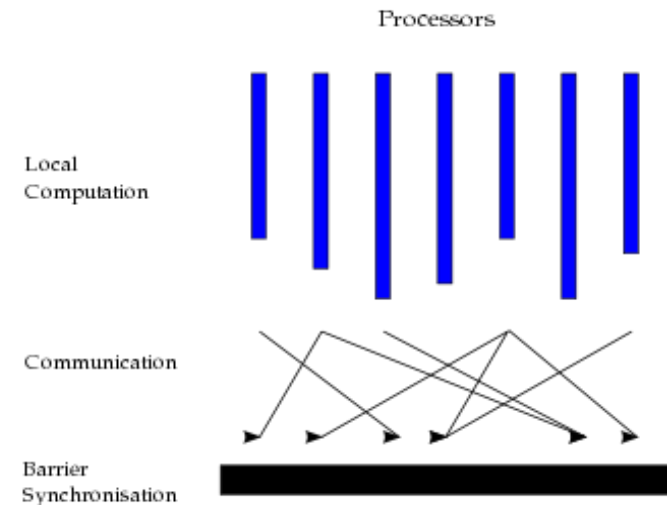 Processors
Local
Computation
Communication
Barrier
Synchronisation